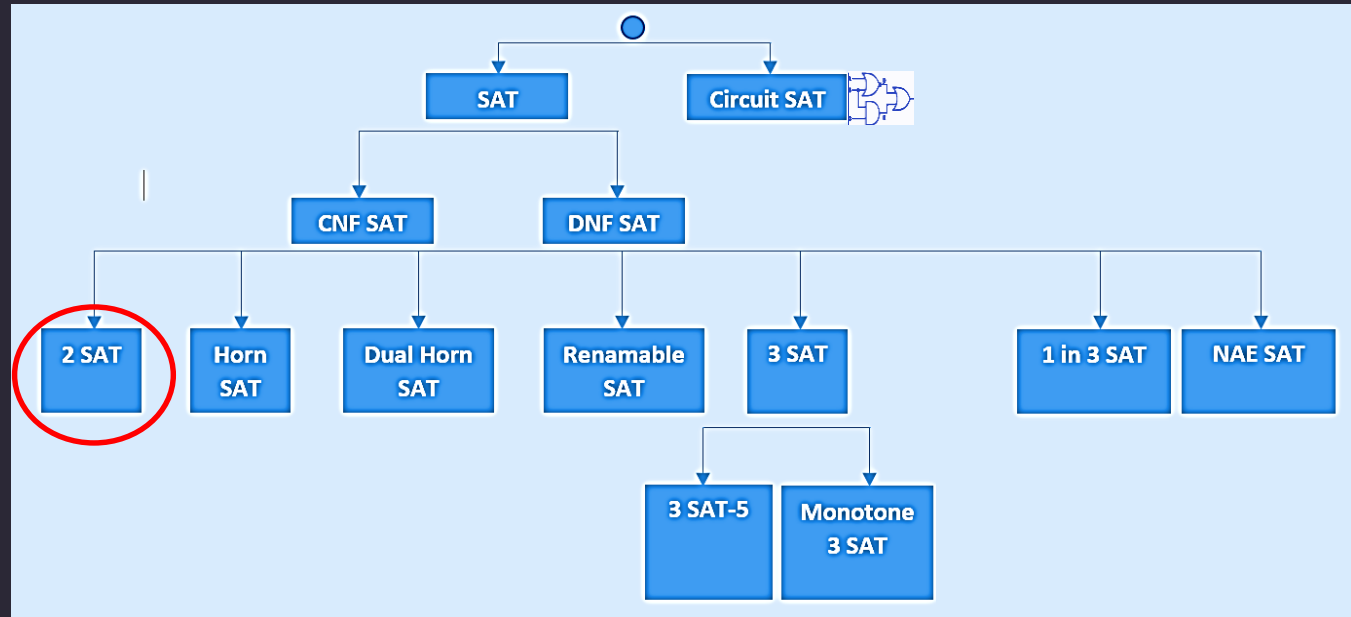 SAT
Circuit SAT
CNF SAT
DNF SAT
2 SAT
Horn
SAT
Dual Horn
SAT
Renamable
SAT
3 SAT
1 in 3 SAT
NAE SAT
3 SAT-5
Monotone
3 SAT